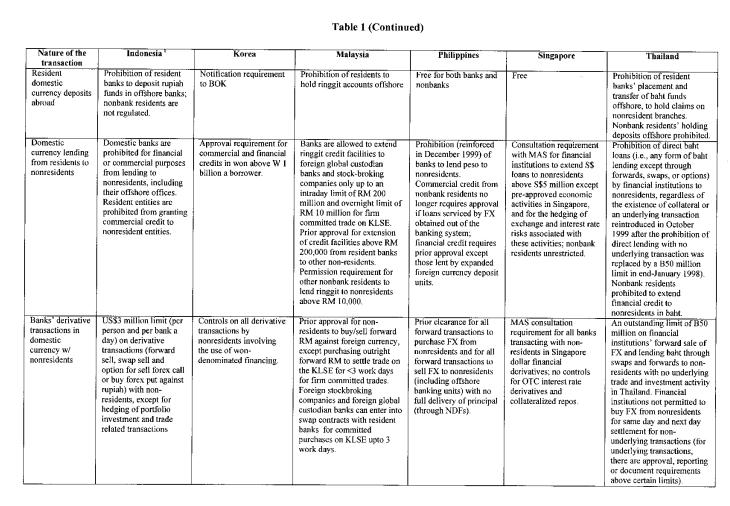 Table 1 (Continued)
Nature of the
transaction
Indonesia 1
Korea
Malaysia
Philippines
Singapore
Thailand
Resident
domestic
currency deposits
abroad
Prohibition of resident
banks to deposit rupiah
funds in offshore banks;
nonbank residents are
not regulated.
Notification requirement
to BOK
Prohibition of residents to
hold ringgit accounts offshore
Free for both banks and
nonbanks
Free
Prohibition of resident
banks' placement and
transfer of baht funds
offshore, to hold claims on
nonresident branches.
Nonbank residents' holding
deposits offshore prohibited.
Domestic
currency lending
from residents to
nonresidents
Domestic banks are
prohibited for financial
or commercial purposes
from lending to
nonresidents, including
their offshore offices.
Resident entities are
prohibited from granting
commercial credit to
nonresident entities.
Approval requirement for
commercial and financial
credits in won above W 1
billion a borrower.
Banks are allowed to extend
ringgit credit facilities to
foreign global custodian
banks and stock-broking
companies only up to an
intraday limit of RM 200
million and overnight limit of
RM 10 million for firm
committed trade on KLSE.
Prior approval for extension
of credit facilities above RM
200,000 from resident banks
to other non-residents.
Permission requirement for
other nonbank residents to
lend ringgit to nonresidents
above RM 10,000.
Prohibition (reinforced
in December 1999) of
banks to lend peso to
nonresidents.
Commercial credit from
nonbank residents no
longer requires approval
if loans serviced by FX
obtained out of the
banking system;
financial credit requires
prior approval except
those lent by expanded
foreign currency deposit
units.
Consultation requirement
with MAS for financial
institutions to extend S$
loans to nonresidents
above S$5 million except
pre-approved economic
activities in Singapore,
and for the hedging of
exchange and interest rate
risks associated with
these activities; nonbank
residents unrestricted.
Prohibition of direct baht
loans (i.e., any form of baht
lending except through
forwards, swaps, or options)
by financial institutions to
nonresidents, regardless of
the existence of collateral or
an underlying transaction
reintroduced in October
1999 after the prohibition of
direct lending with no
underlying transaction was
replaced by a B50 million
limit in end-January 1998).
Nonbank residents
prohibited to extend
financial credit to
nonresidents in baht.
Banks' derivative
transactions in
domestic
currency w/
nonresidents
US$3 million limit (per
person and per bank a
day) on derivative
transactions (forward
sell, swap sell and
option for sell forex call
or buy forex put against
rupiah) with non-
residents, except for
hedging of portfolio
investment and trade
related transactions
Controls on all derivative
transactions by
nonresidents involving
the use of won-
denominated financing.
Prior approval for non-
residents to buy/sell forward
RM against foreign currency,
except purchasing outright
forward RM to settle trade on
the KLSE for <3 work days
for firm committed trades.
Foreign stockbroking
companies and foreign global
custodian banks can enter into
swap contracts with resident
banks for committed
purchases on KLSE upto 3
work days.
Prior clearance for all
forward transactions to
purchase FX from
nonresidents and for all
forward transactions to
sell FX to nonresidents
(including offshore
banking units) with no
full delivery of principal
(through NDFs).
MAS consultation
requirement for all banks
transacting with non-
residents in Singapore
dollar financial
derivatives; no controls
for OTC interest rate
derivatives and
collateralized repos.
An outstanding limit of B50
million on financial
institutions' forward sale of
FX and lending baht through
swaps and forwards to non-
residents with no underlying
trade and investment activity
in Thailand. Financial
institutions not permitted to
buy FX from nonresidents
for same day and next day
settlement for non-
underlying transactions (for
underlying transactions,
there are approval, reporting
or document requirements
above certain limits).